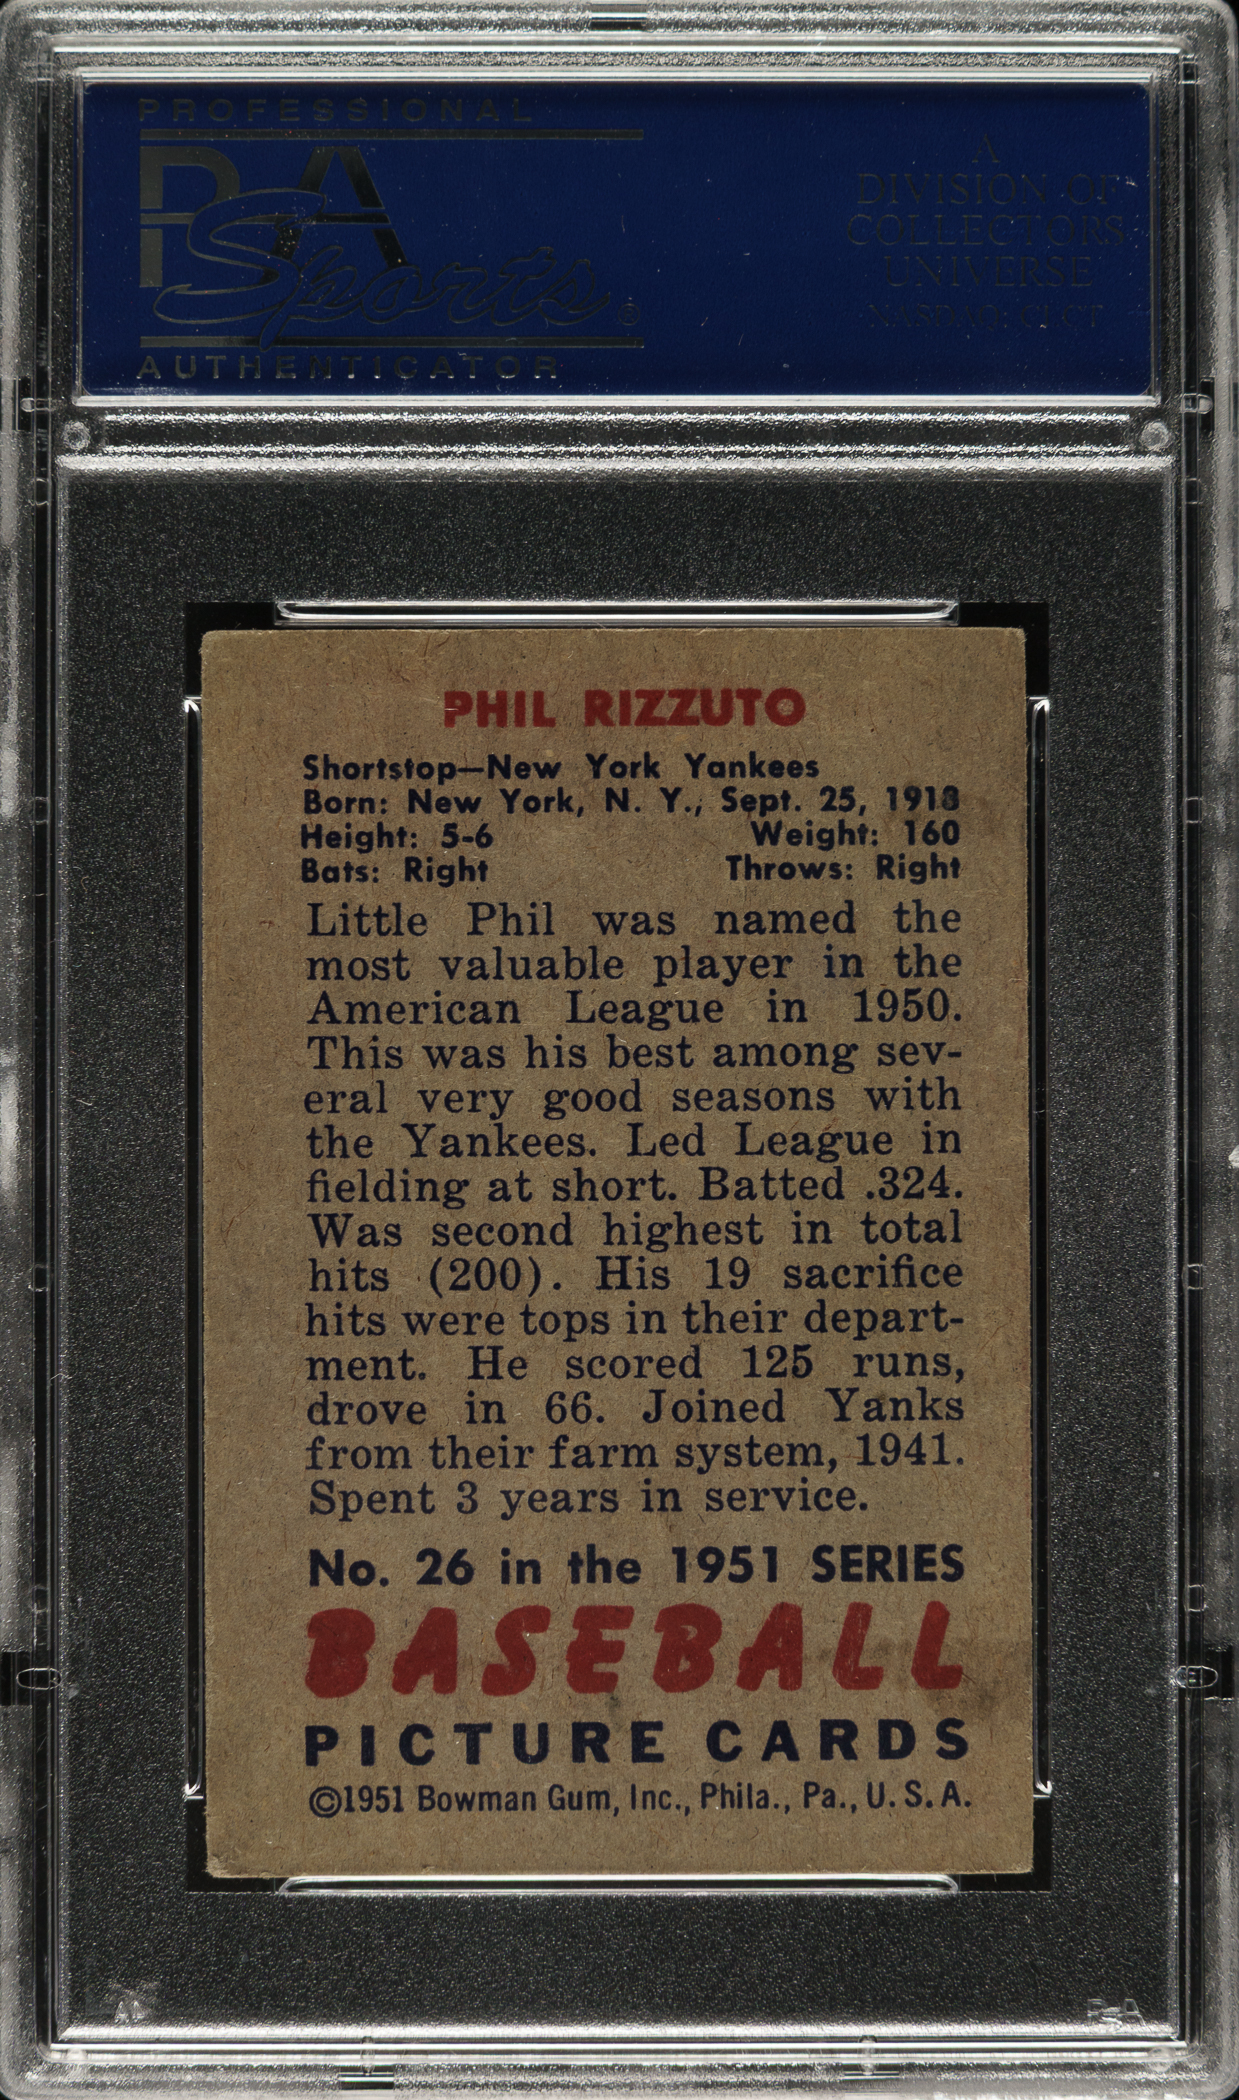 PROFESSIONAL
PSA
Sports®
AUTHENTICATOR
A
DIVISION OF
COLLECTORS
UNIVERSE
NASDAQ: CLCT
PHIL RIZZUTO
Shortstop—New York Yankees
Born: New York, N. Y., Sept. 25, 1918
Height: 5-6 Weight: 160
Bats: Right Throws: Right
Little Phil was named the
most valuable player in the
American League in 1950.
This was his best among sev-
eral very good seasons with
the Yankees. Led League in
fielding at short. Batted .324.
Was second highest in total
hits (200). His 19 sacrifice
hits were tops in their depart-
ment. He scored 125 runs,
drove in 66. Joined Yanks
from their farm system, 1941.
Spent 3 years in service.
No. 26 in the 1951 SERIES
BASEBALL
PICTURE CARDS
©1951 Bowman Gum, Inc., Phila., Pa., U. S. A.
PSA